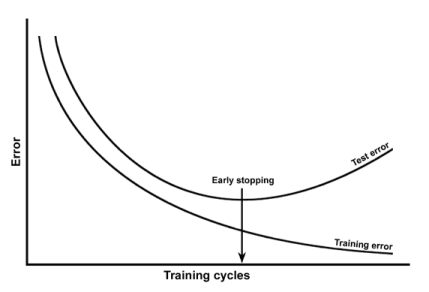 Error
Early stopping
Test error
Training error
Training cycles